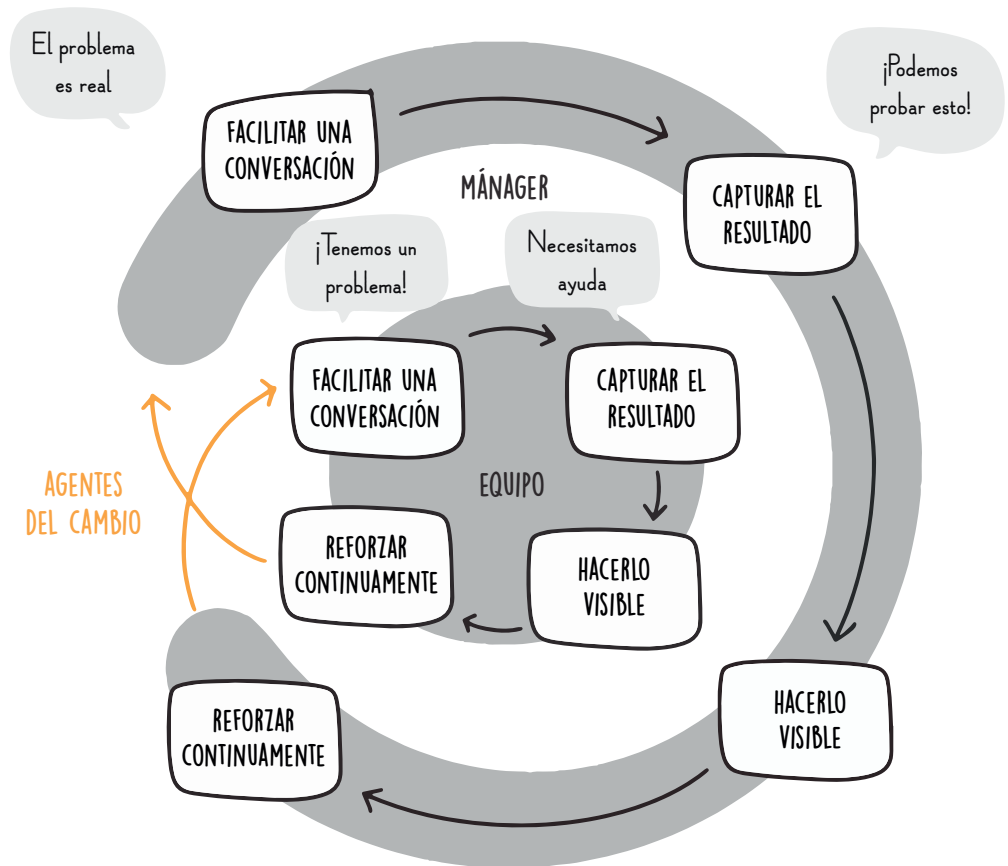 El problema
es real
¡Podemos
probar esto!
FACILITAR UNA
CONVERSACIÓN
MÁNAGER
CAPTURAR EL
RESULTADO
¡Tenemos un
problema!
Necesitamos
ayuda
FACILITAR UNA
CONVERSACIÓN
CAPTURAR EL
RESULTADO
EQUIPO
AGENTES
DEL CAMBIO
REFORZAR
CONTINUAMENTE
HACERLO
VISIBLE
REFORZAR
CONTINUAMENTE
HACERLO
VISIBLE